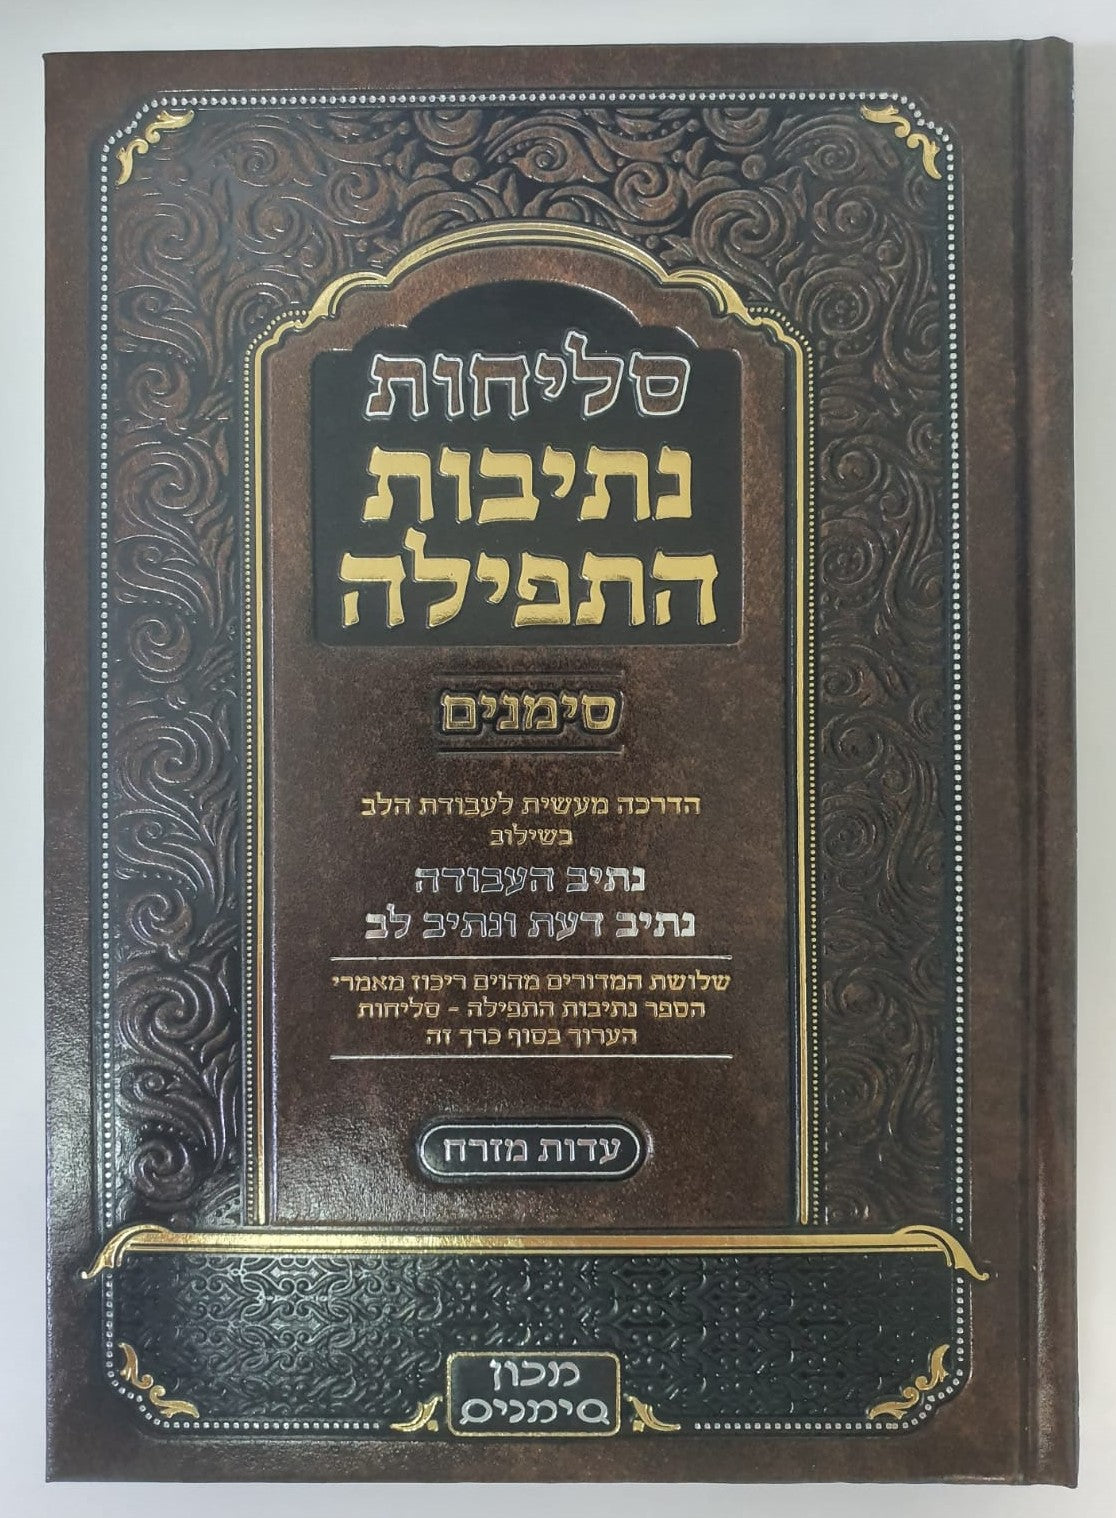 סליחות
נתיבות
התפילה
סימנים
הדרכה מעשית לעבודת הלב
בשילוב
נתיב העבודה
נתיב דעת ונתיב לב
שלושת המדורים מהוים ריכוז מאמרי
הספר נתיבות התפילה - סליחות
הערוך בסוף כרך זה
עדות מזרח
מכון
סימנים